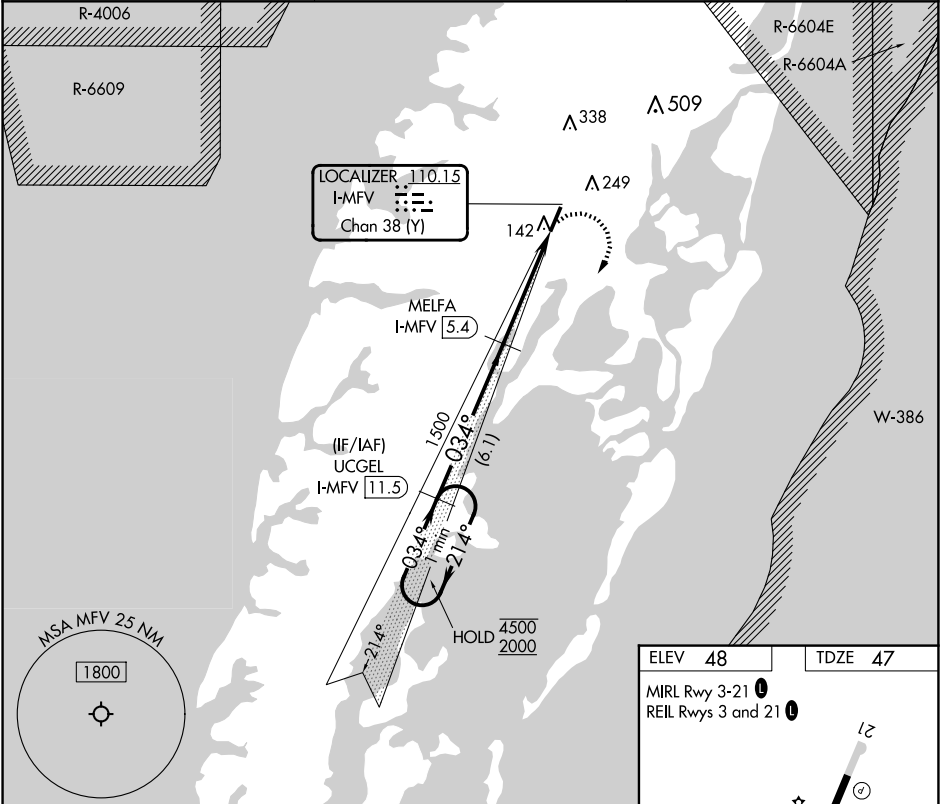 R-4006
R-6604E
R-6604A
R-6609
509
338
249
LOCALIZER 110.15
I-MFV
Chan 38 (Y)
142
MELFA
I-MFV 5.4
W-386
1500
034°
(6.1)
(IF/IAF)
UCGEL
I-MFV 11.5
034°
1 min
214°
HOLD 4500
2000
214°
MSA MFV 25 NM
1800
ELEV 48
TDZE 47
MIRL Rwy 3-21 L
REIL Rwys 3 and 21 L
21
P